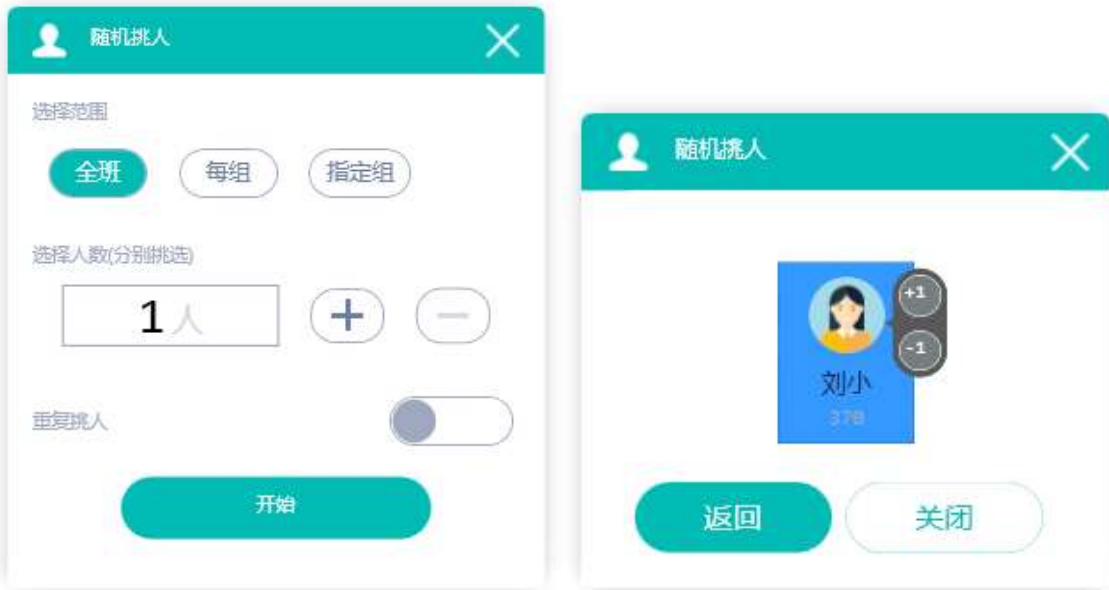 随机挑人
选择范围
全班 每组 指定组
选择人数(分别挑选)
1人
重复挑人
开始
随机挑人
+1
-1
刘小
37B
返回 关闭